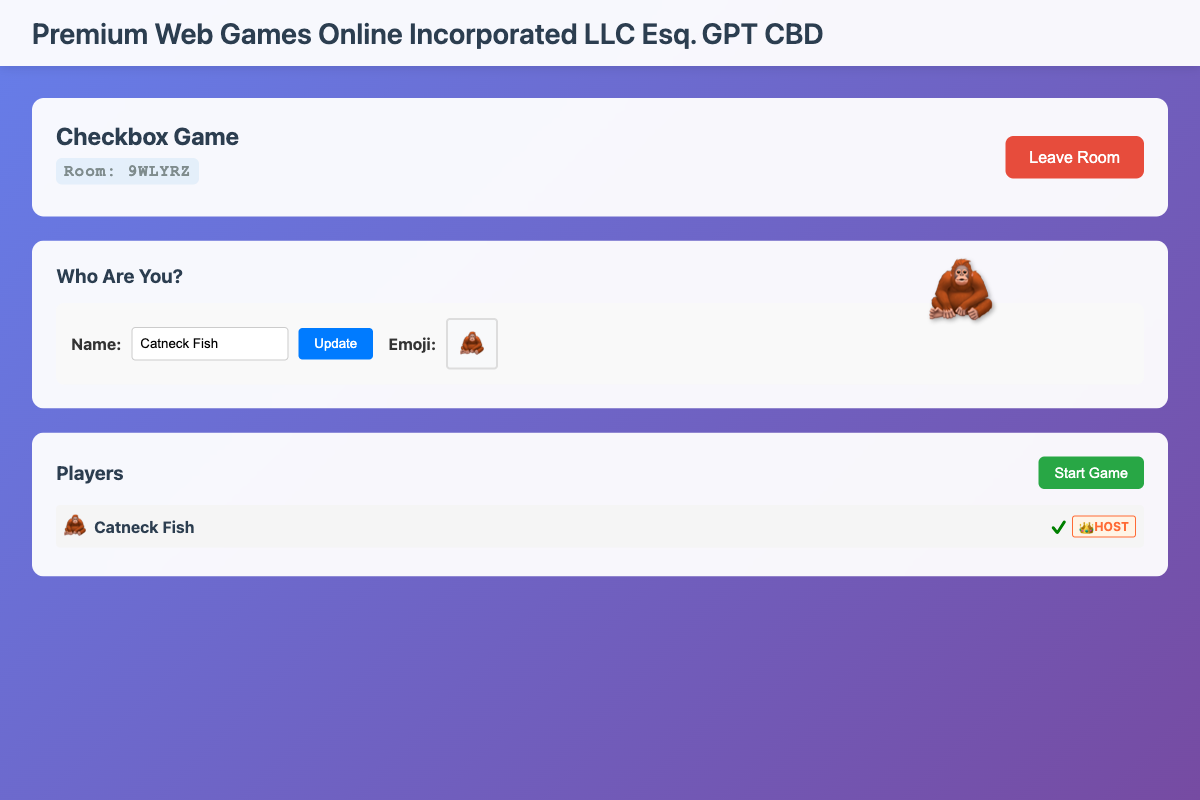 Premium Web Games Online Incorporated LLC Esq. GPT CBD
Checkbox Game
Room: 9WLYRZ
Leave Room
Who Are You?
Name: Catneck Fish Update Emoji:
Players
Start Game
Catneck Fish
HOST